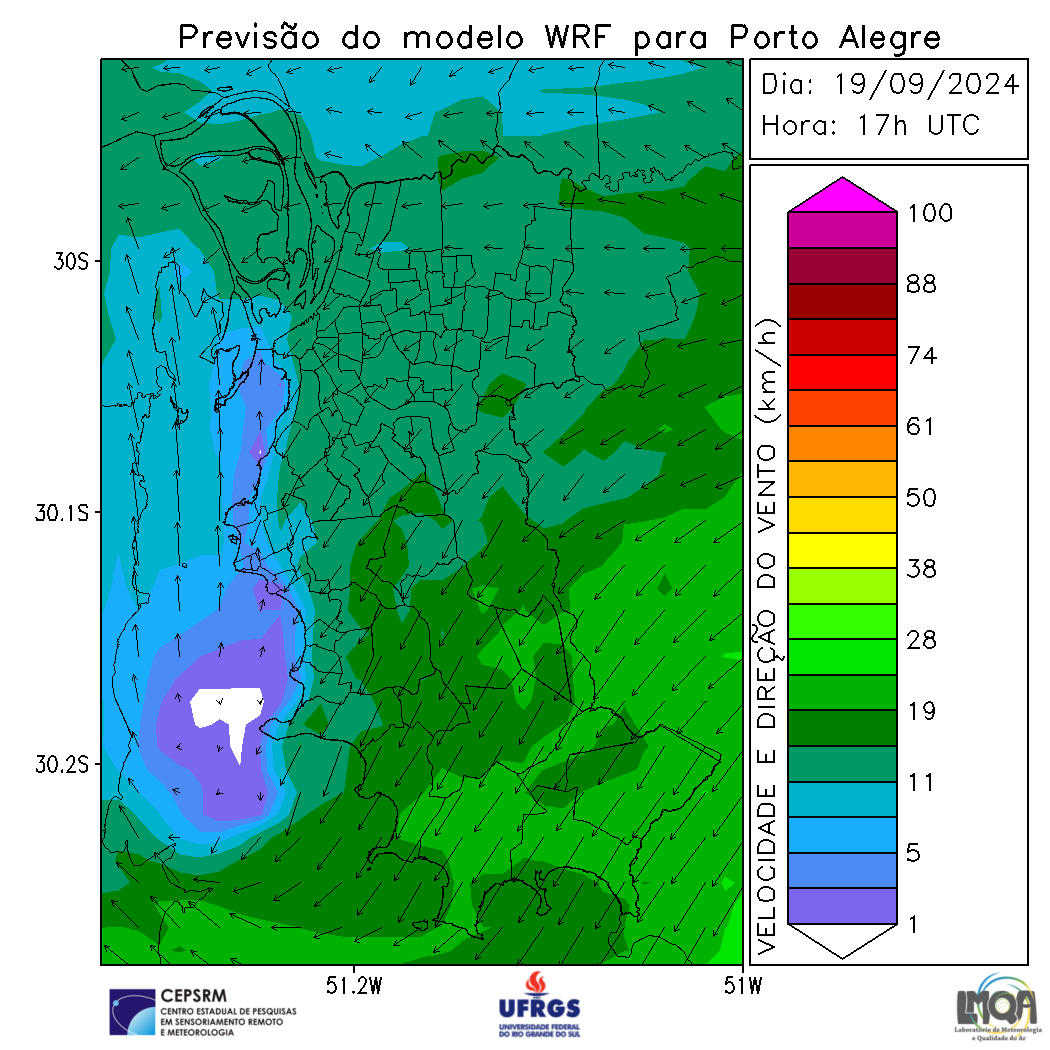 Previsão do modelo WRF para Porto Alegre
Dia: 19/09/2024
Hora: 17h UTC
30S
30.1S
30.2S
51.2W
51W
VELOCIDADE E DIREÇÃO DO VENTO (km/h)
100
88
74
61
50
38
28
19
11
5
1
CEPSRM
CENTRO ESTADUAL DE PESQUISAS
EM SENSORIAMENTO REMOTO
E METEOROLOGIA
UFRGS
UNIVERSIDADE FEDERAL
DO RIO GRANDE DO SUL
LMQA
Laboratório de Meteorologia
e Qualidade do Ar